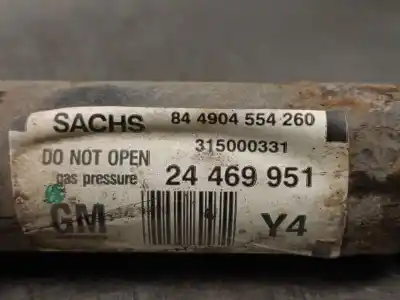 SACHS 84 4904 554 260
315000331
DO NOT OPEN
gas pressure 24 469 951
GM Y4